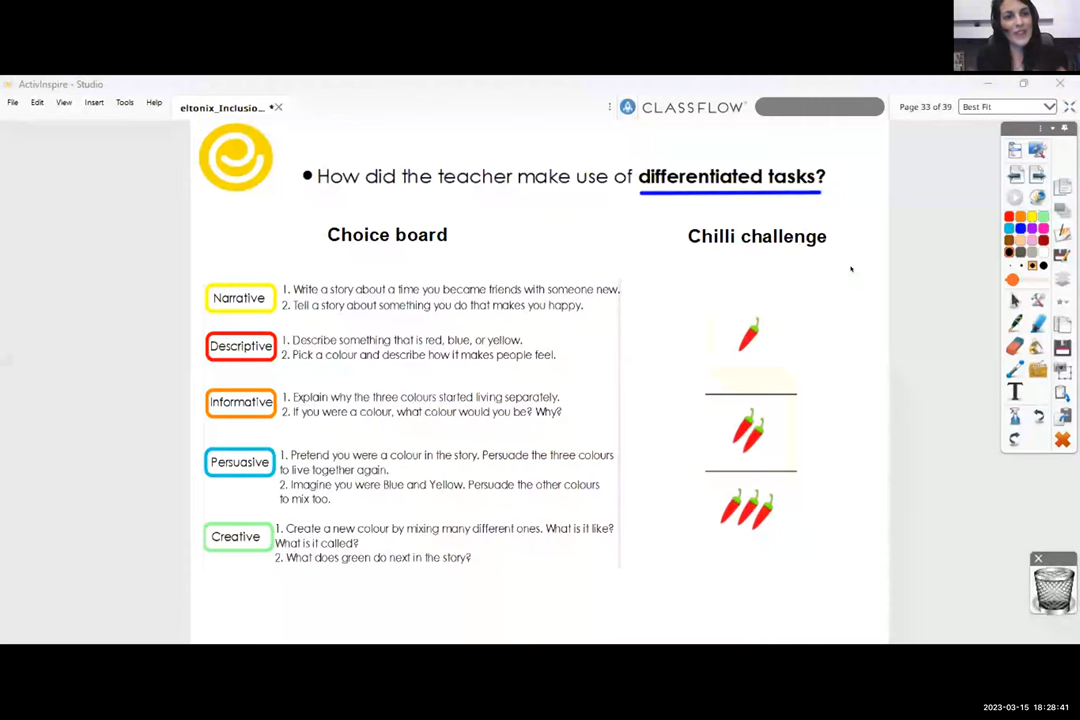 ActivInspire - Studio
File Edit View Insert Tools Help
eltonix_Inclusio... *
CLASSFLOW
Page 33 of 39
Best Fit
• How did the teacher make use of differentiated tasks?
Choice board
Chilli challenge
Narrative
1. Write a story about a time you became friends with someone new.
2. Tell a story about something you do that makes you happy.
Descriptive
1. Describe something that is red, blue, or yellow.
2. Pick a colour and describe how it makes people feel.
Informative
1. Explain why the three colours started living separately.
2. If you were a colour, what colour would you be? Why?
Persuasive
1. Pretend you were a colour in the story. Persuade the three colours
to live together again.
2. Imagine you were Blue and Yellow. Persuade the other colours
to mix too.
Creative
1. Create a new colour by mixing many different ones. What is it like?
What is it called?
2. What does green do next in the story?
2023-03-15 18:28:41